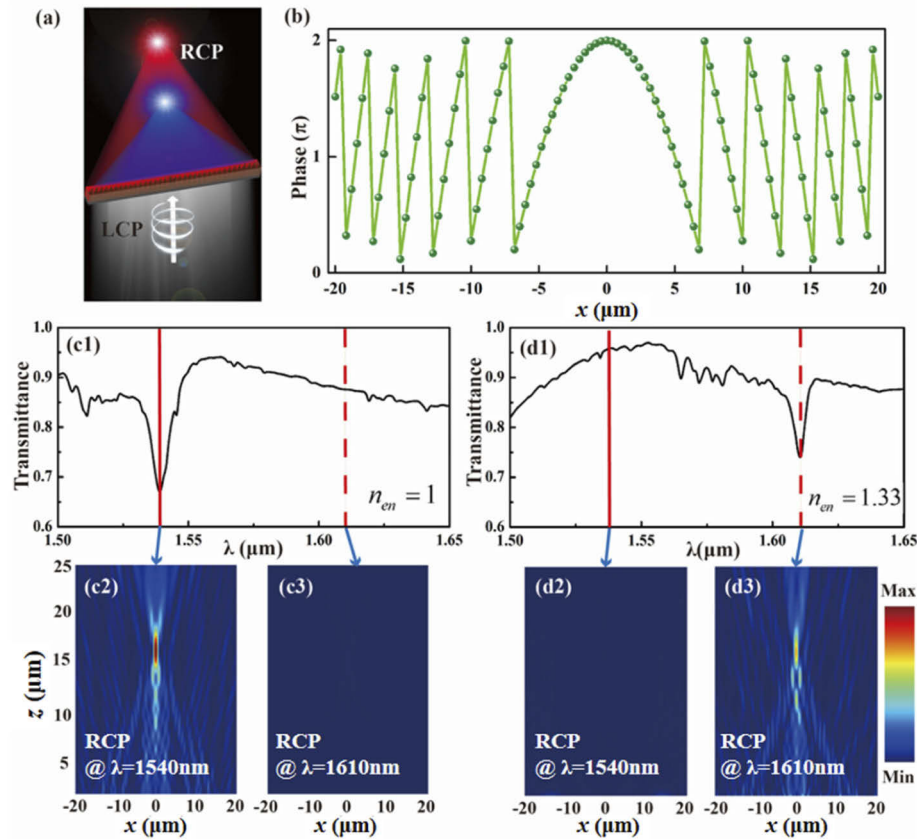 (a)
RCP
LCP
(b)
Phase (π)
2
1
0
-20 -15 -10 -5 0 5 10 15 20
x (μm)
(c1)
Transmittance
1.0
0.9
0.8
0.7
0.6
n_en = 1
1.50 1.55 1.60 1.65
λ (μm)
(d1)
Transmittance
1.0
0.9
0.8
0.7
0.6
n_en = 1.33
1.50 1.55 1.60 1.65
λ(μm)
(c2)
z (μm)
25
20
15
10
5
RCP
@ λ=1540nm
-20 -10 0 10 20
x (μm)
(c3)
RCP
@ λ=1610nm
-20 -10 0 10 20
x (μm)
(d2)
RCP
@ λ=1540nm
-20 -10 0 10 20
x (μm)
(d3)
RCP
@ λ=1610nm
-20 -10 0 10 20
x (μm)
Max
Min